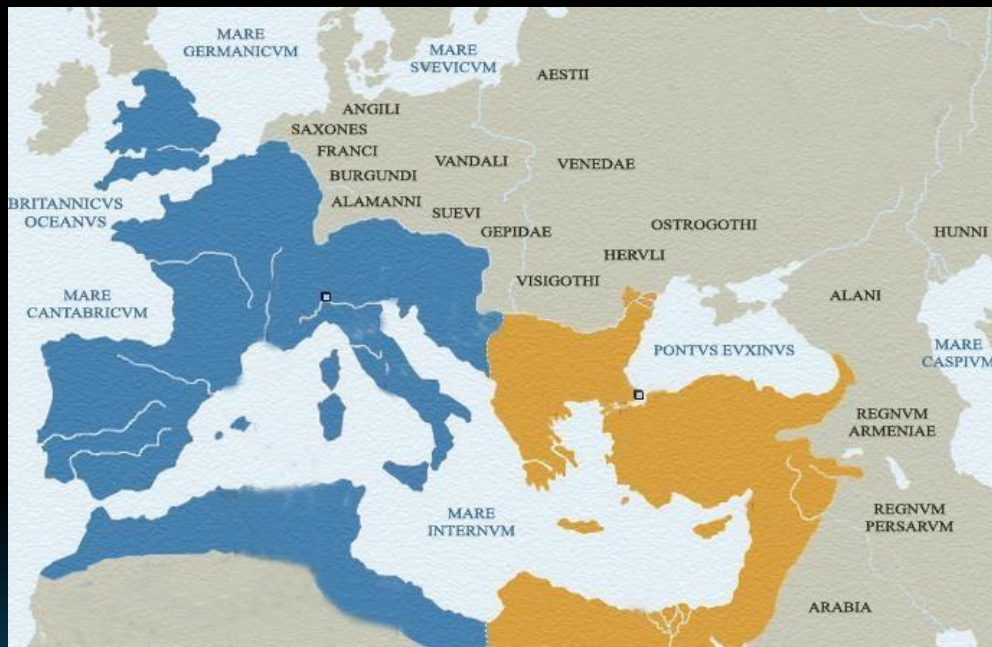 MARE
GERMANICVM
MARE
SVEVICVM
AESTII
ANGILI
SAXONES
FRANCI
BURGUNDI
ALAMANNI
VANDALI
VENEDAE
SUEVI
GEPIDAE
BRITANNICVS
OCEANVS
OSTROGOTHI
HERVLI
HUNNI
VISIGOTHI
ALANI
MARE
CANTABRICVM
PONTVS EVXINVS
MARE
CASPIVM
REGNVM
ARMENIAE
MARE
INTERNVM
REGNVM
PERSARVM
ARABIA